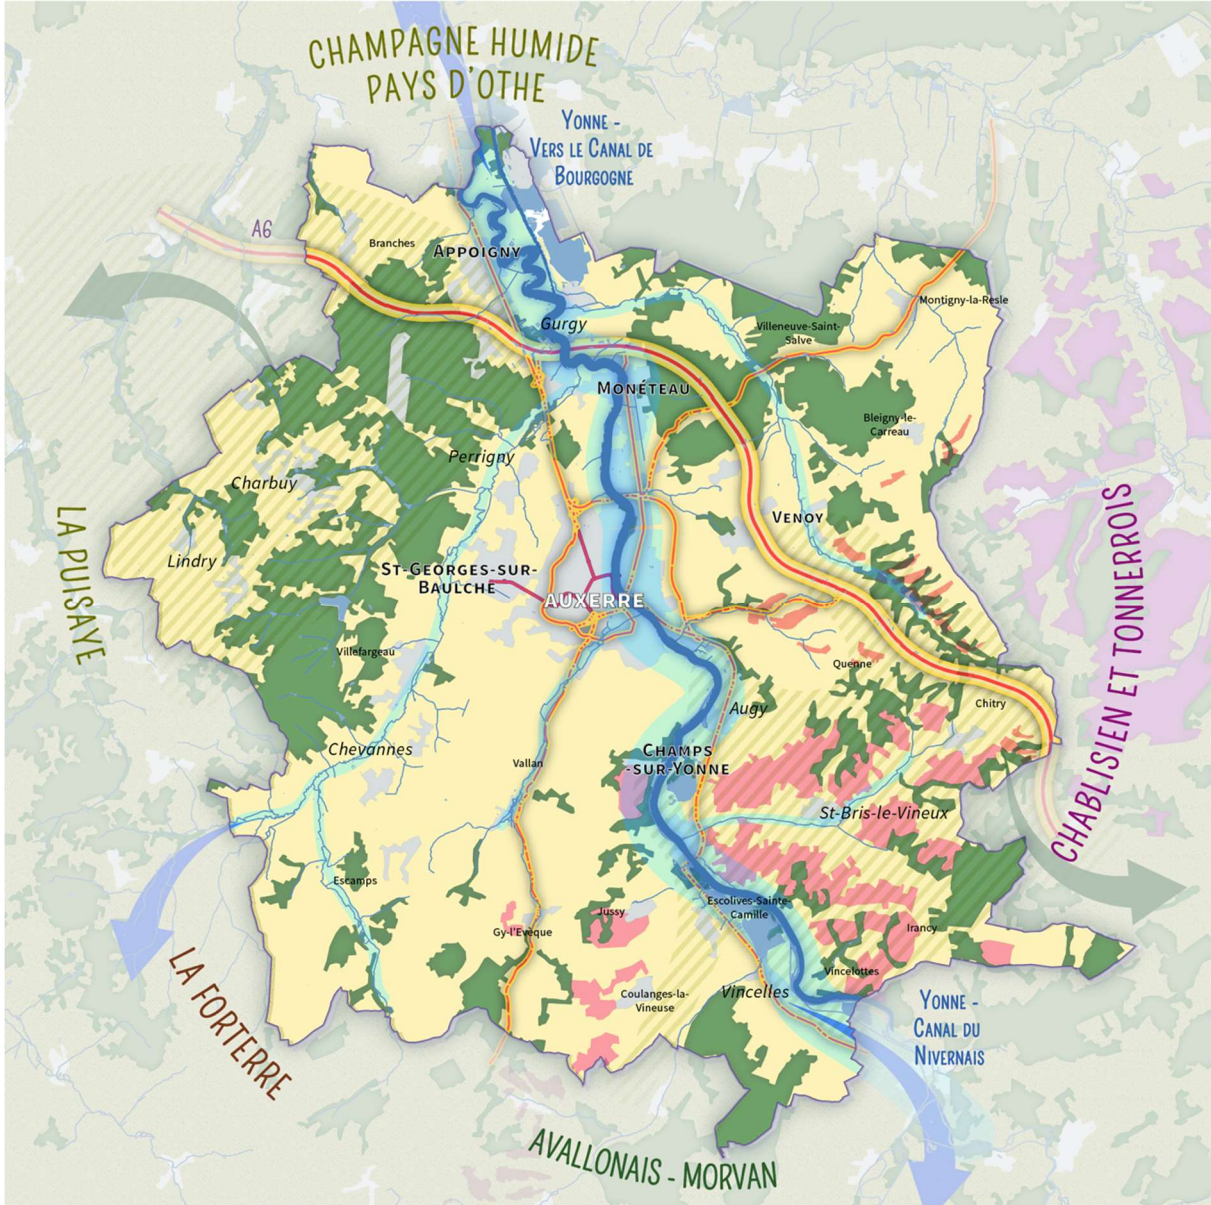 CHAMPAGNE HUMIDE
PAYS D'OTHE
YONNE -
VERS LE CANAL DE
BOURGOGNE
A6
Branches
APPOIGNY
Gurgy
Montigny-la-Resle
Villeneuve-Saint-
Salve
MONÉTEAU
Bleigny-le-
Carreau
Perrigny
Charbuy
VENOY
Lindry
ST-GEORGES-SUR-
BAULCHE
AUXERRE
LA PUISAYE
Villefargeau
Quenne
Chitry
Augy
CHABLISIEN ET TONNERROIS
Chevannes
CHAMPS
-SUR-YONNE
Vallan
St-Bris-le-Vineux
Escamps
Escolives-Sainte-
Camille
Jussy
Gy-l'Evèque
Irancy
LA FORTERRE
Vincelottes
Vincelles
Coulanges-la-
Vineuse
YONNE -
CANAL DU
NIVERNAIS
AVALLONAIS - MORVAN